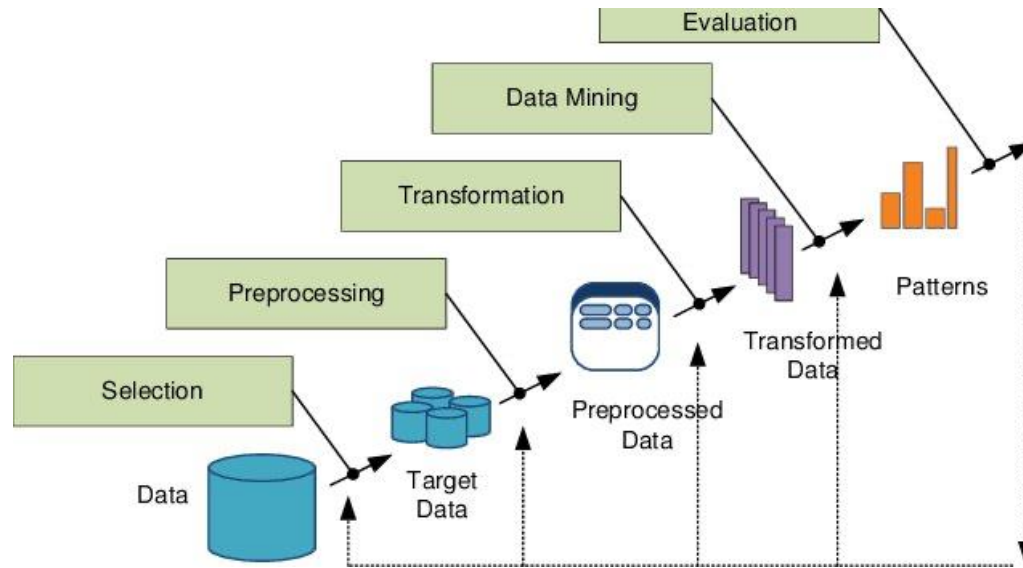 Evaluation
Data Mining
Transformation
Preprocessing
Selection
Patterns
Transformed
Data
Preprocessed
Data
Target
Data
Data